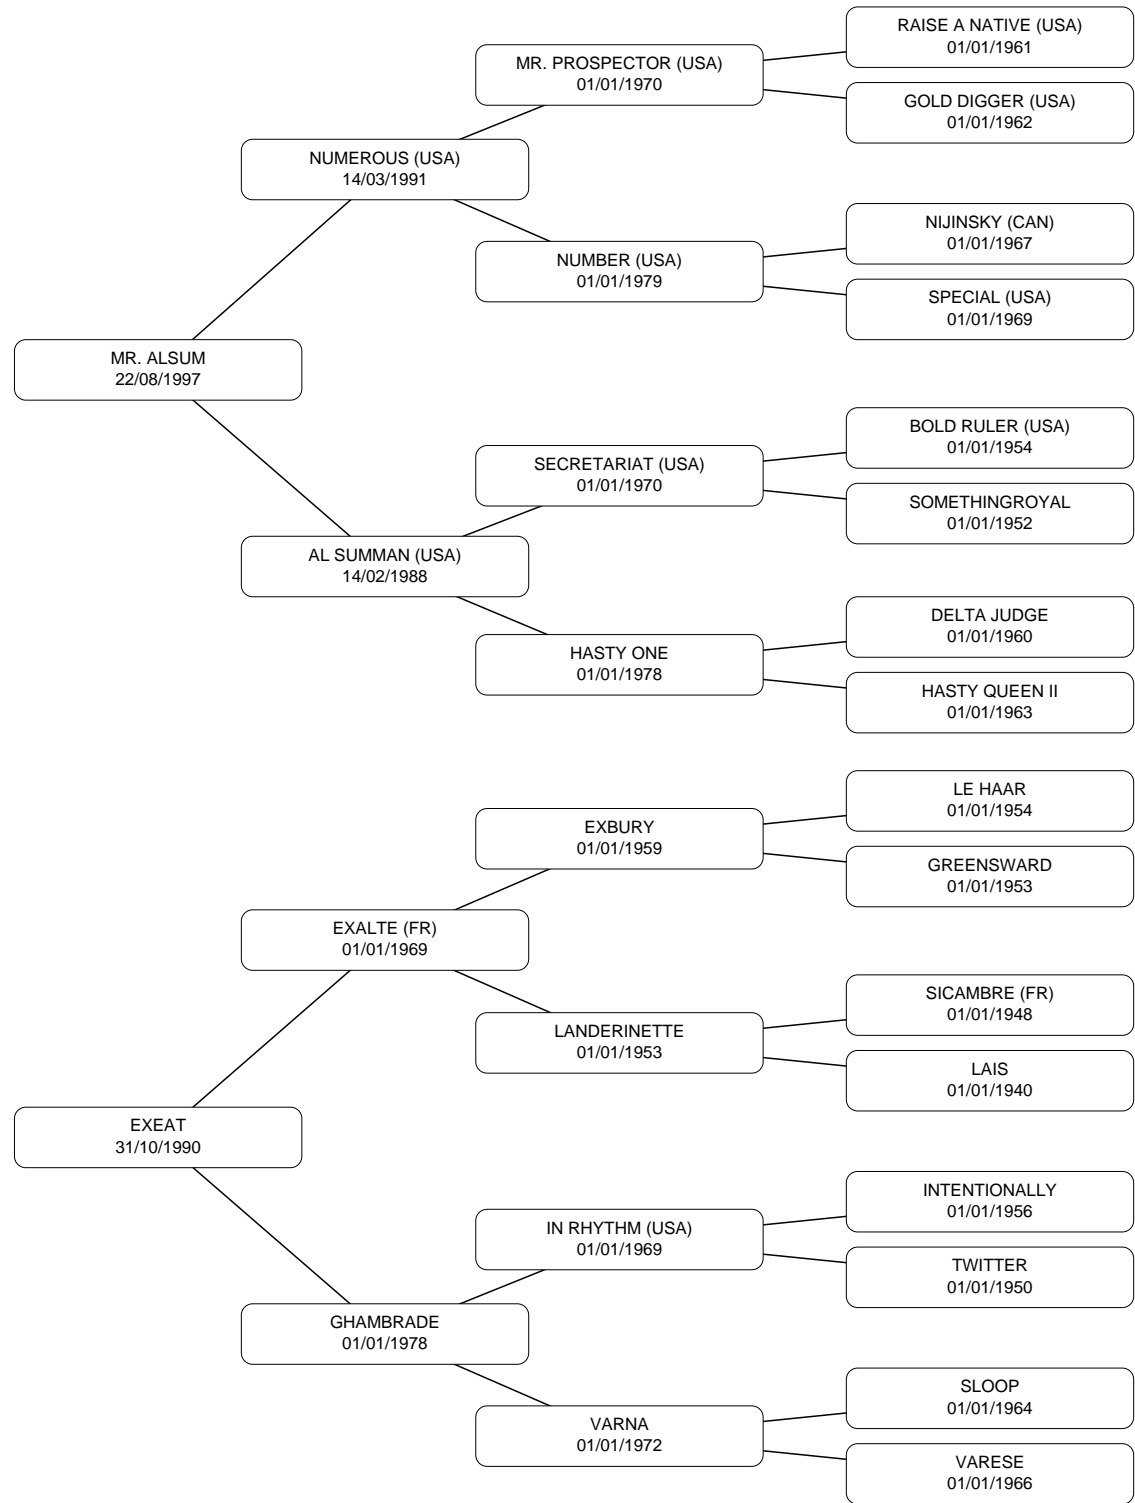 RAISE A NATIVE (USA)
01/01/1961
MR. PROSPECTOR (USA)
01/01/1970
GOLD DIGGER (USA)
01/01/1962
NUMEROUS (USA)
14/03/1991
NIJINSKY (CAN)
01/01/1967
NUMBER (USA)
01/01/1979
SPECIAL (USA)
01/01/1969
MR. ALSUM
22/08/1997
BOLD RULER (USA)
01/01/1954
SECRETARIAT (USA)
01/01/1970
SOMETHINGROYAL
01/01/1952
AL SUMMAN (USA)
14/02/1988
DELTA JUDGE
01/01/1960
HASTY ONE
01/01/1978
HASTY QUEEN II
01/01/1963
LE HAAR
01/01/1954
EXBURY
01/01/1959
GREENSWARD
01/01/1953
EXALTE (FR)
01/01/1969
SICAMBRE (FR)
01/01/1948
LANDERINETTE
01/01/1953
LAIS
01/01/1940
EXEAT
31/10/1990
INTENTIONALLY
01/01/1956
IN RHYTHM (USA)
01/01/1969
TWITTER
01/01/1950
GHAMBRADE
01/01/1978
SLOOP
01/01/1964
VARNA
01/01/1972
VARESE
01/01/1966